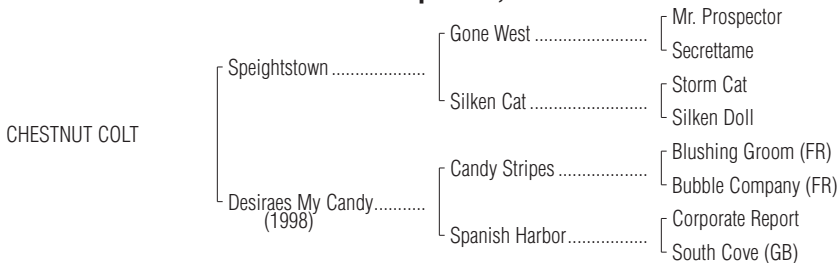 Mr. Prospector
Gone West ........................
Secrettame
Speightstown ....................
Storm Cat
Silken Cat .........................
Silken Doll
CHESTNUT COLT
Blushing Groom (FR)
Candy Stripes ...................
Bubble Company (FR)
Desiraes My Candy...........
(1998)
Corporate Report
Spanish Harbor.................
South Cove (GB)